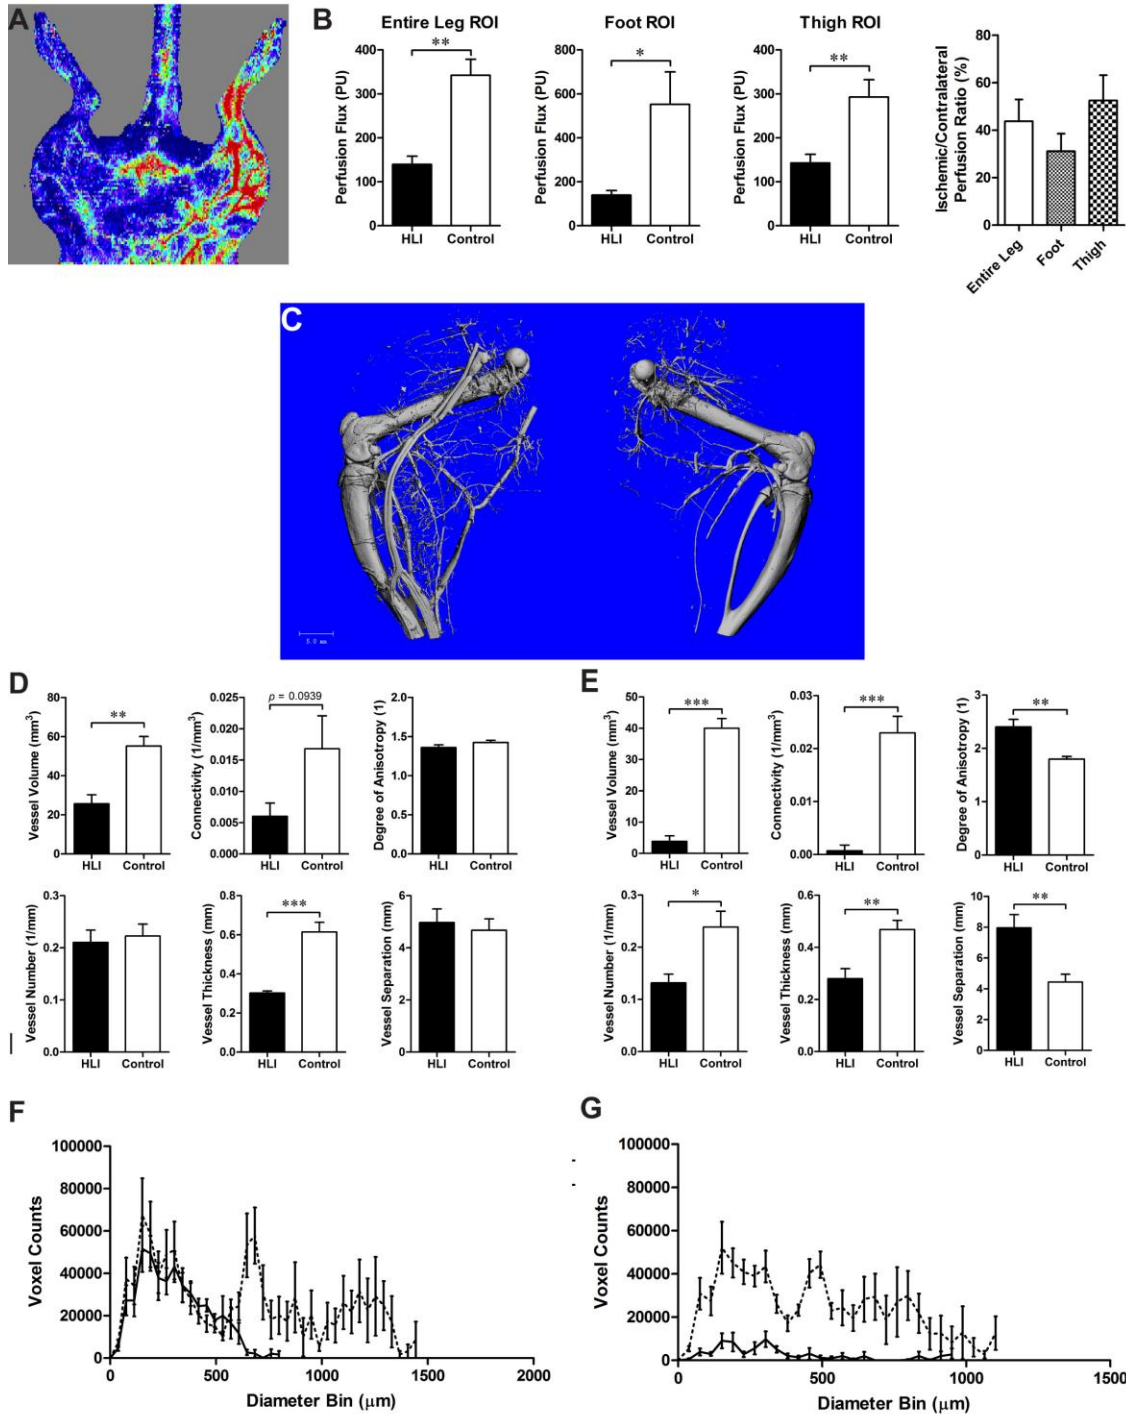 A
B
Entire Leg ROI
Foot ROI
Thigh ROI
Perfusion Flux (PU)
400
300
200
100
0
**
HLI
Control
Perfusion Flux (PU)
800
600
400
200
0
*
HLI
Control
Perfusion Flux (PU)
400
300
200
100
0
**
HLI
Control
Ischemic/Contralateral
Perfusion Ratio (%)
80
60
40
20
0
Entire Leg
Foot
Thigh
C
5.0 mm
D
Vessel Volume (mm³)
80
60
40
20
0
**
HLI
Control
Connectivity (1/mm³)
0.025
0.020
0.015
0.010
0.005
0.000
p = 0.0939
HLI
Control
Degree of Anisotropy (1)
2.0
1.5
1.0
0.5
0.0
HLI
Control
Vessel Number (1/mm)
0.3
0.2
0.1
0.0
HLI
Control
Vessel Thickness (mm)
0.8
0.6
0.4
0.2
0.0
***
HLI
Control
Vessel Separation (mm)
6
4
2
0
HLI
Control
E
Vessel Volume (mm³)
50
40
30
20
10
0
***
HLI
Control
Connectivity (1/mm³)
0.03
0.02
0.01
0.00
***
HLI
Control
Degree of Anisotropy (1)
3
2
1
0
**
HLI
Control
Vessel Number (1/mm)
0.3
0.2
0.1
0.0
*
HLI
Control
Vessel Thickness (mm)
0.6
0.4
0.2
0.0
**
HLI
Control
Vessel Separation (mm)
10
8
6
4
2
0
**
HLI
Control
F
Voxel Counts
100000
80000
60000
40000
20000
0
0
500
1000
1500
2000
Diameter Bin (μm)
G
Voxel Counts
100000
80000
60000
40000
20000
0
0
500
1000
1500
Diameter Bin (μm)